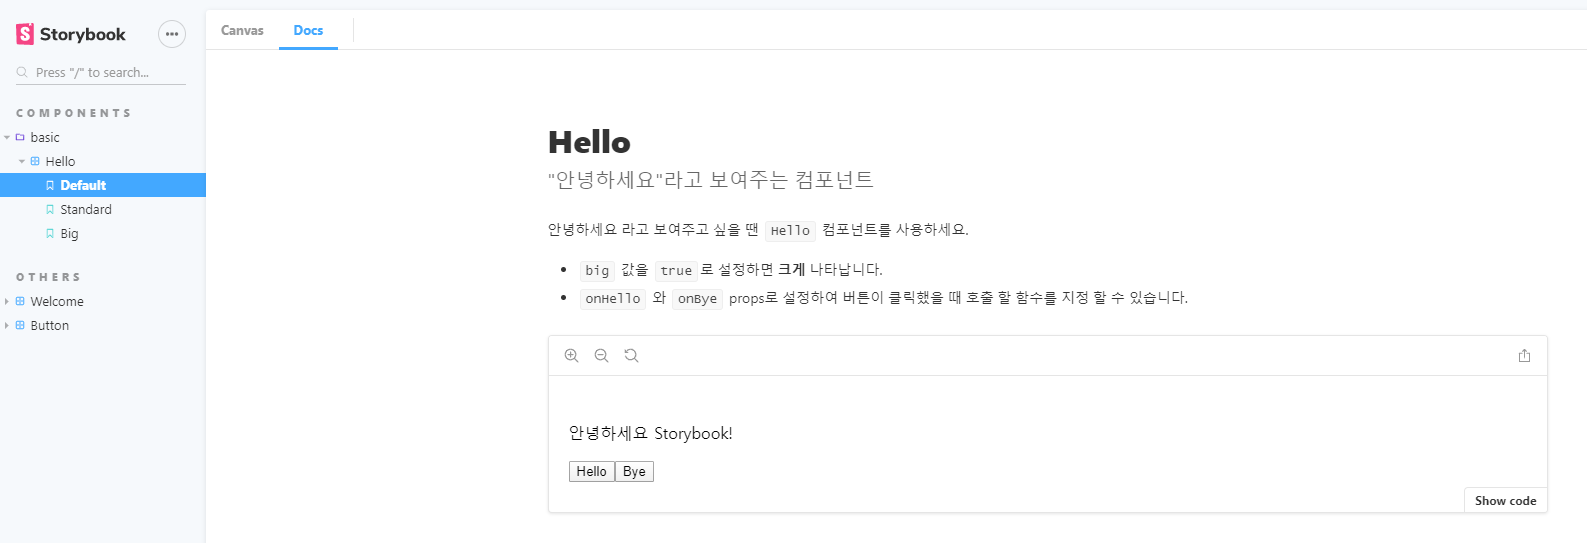 Storybook
Press "/" to search...
COMPONENTS
basic
Hello
Default
Standard
Big
OTHERS
Welcome
Button
Canvas
Docs
Hello
"안녕하세요"라고 보여주는 컴포넌트
안녕하세요 라고 보여주고 싶을 땐 Hello 컴포넌트를 사용하세요.
big 값을 true 로 설정하면 크게 나타납니다.
onHello 와 onBye props로 설정하여 버튼이 클릭했을 때 호출 할 함수를 지정 할 수 있습니다.
안녕하세요 Storybook!
Hello Bye
Show code